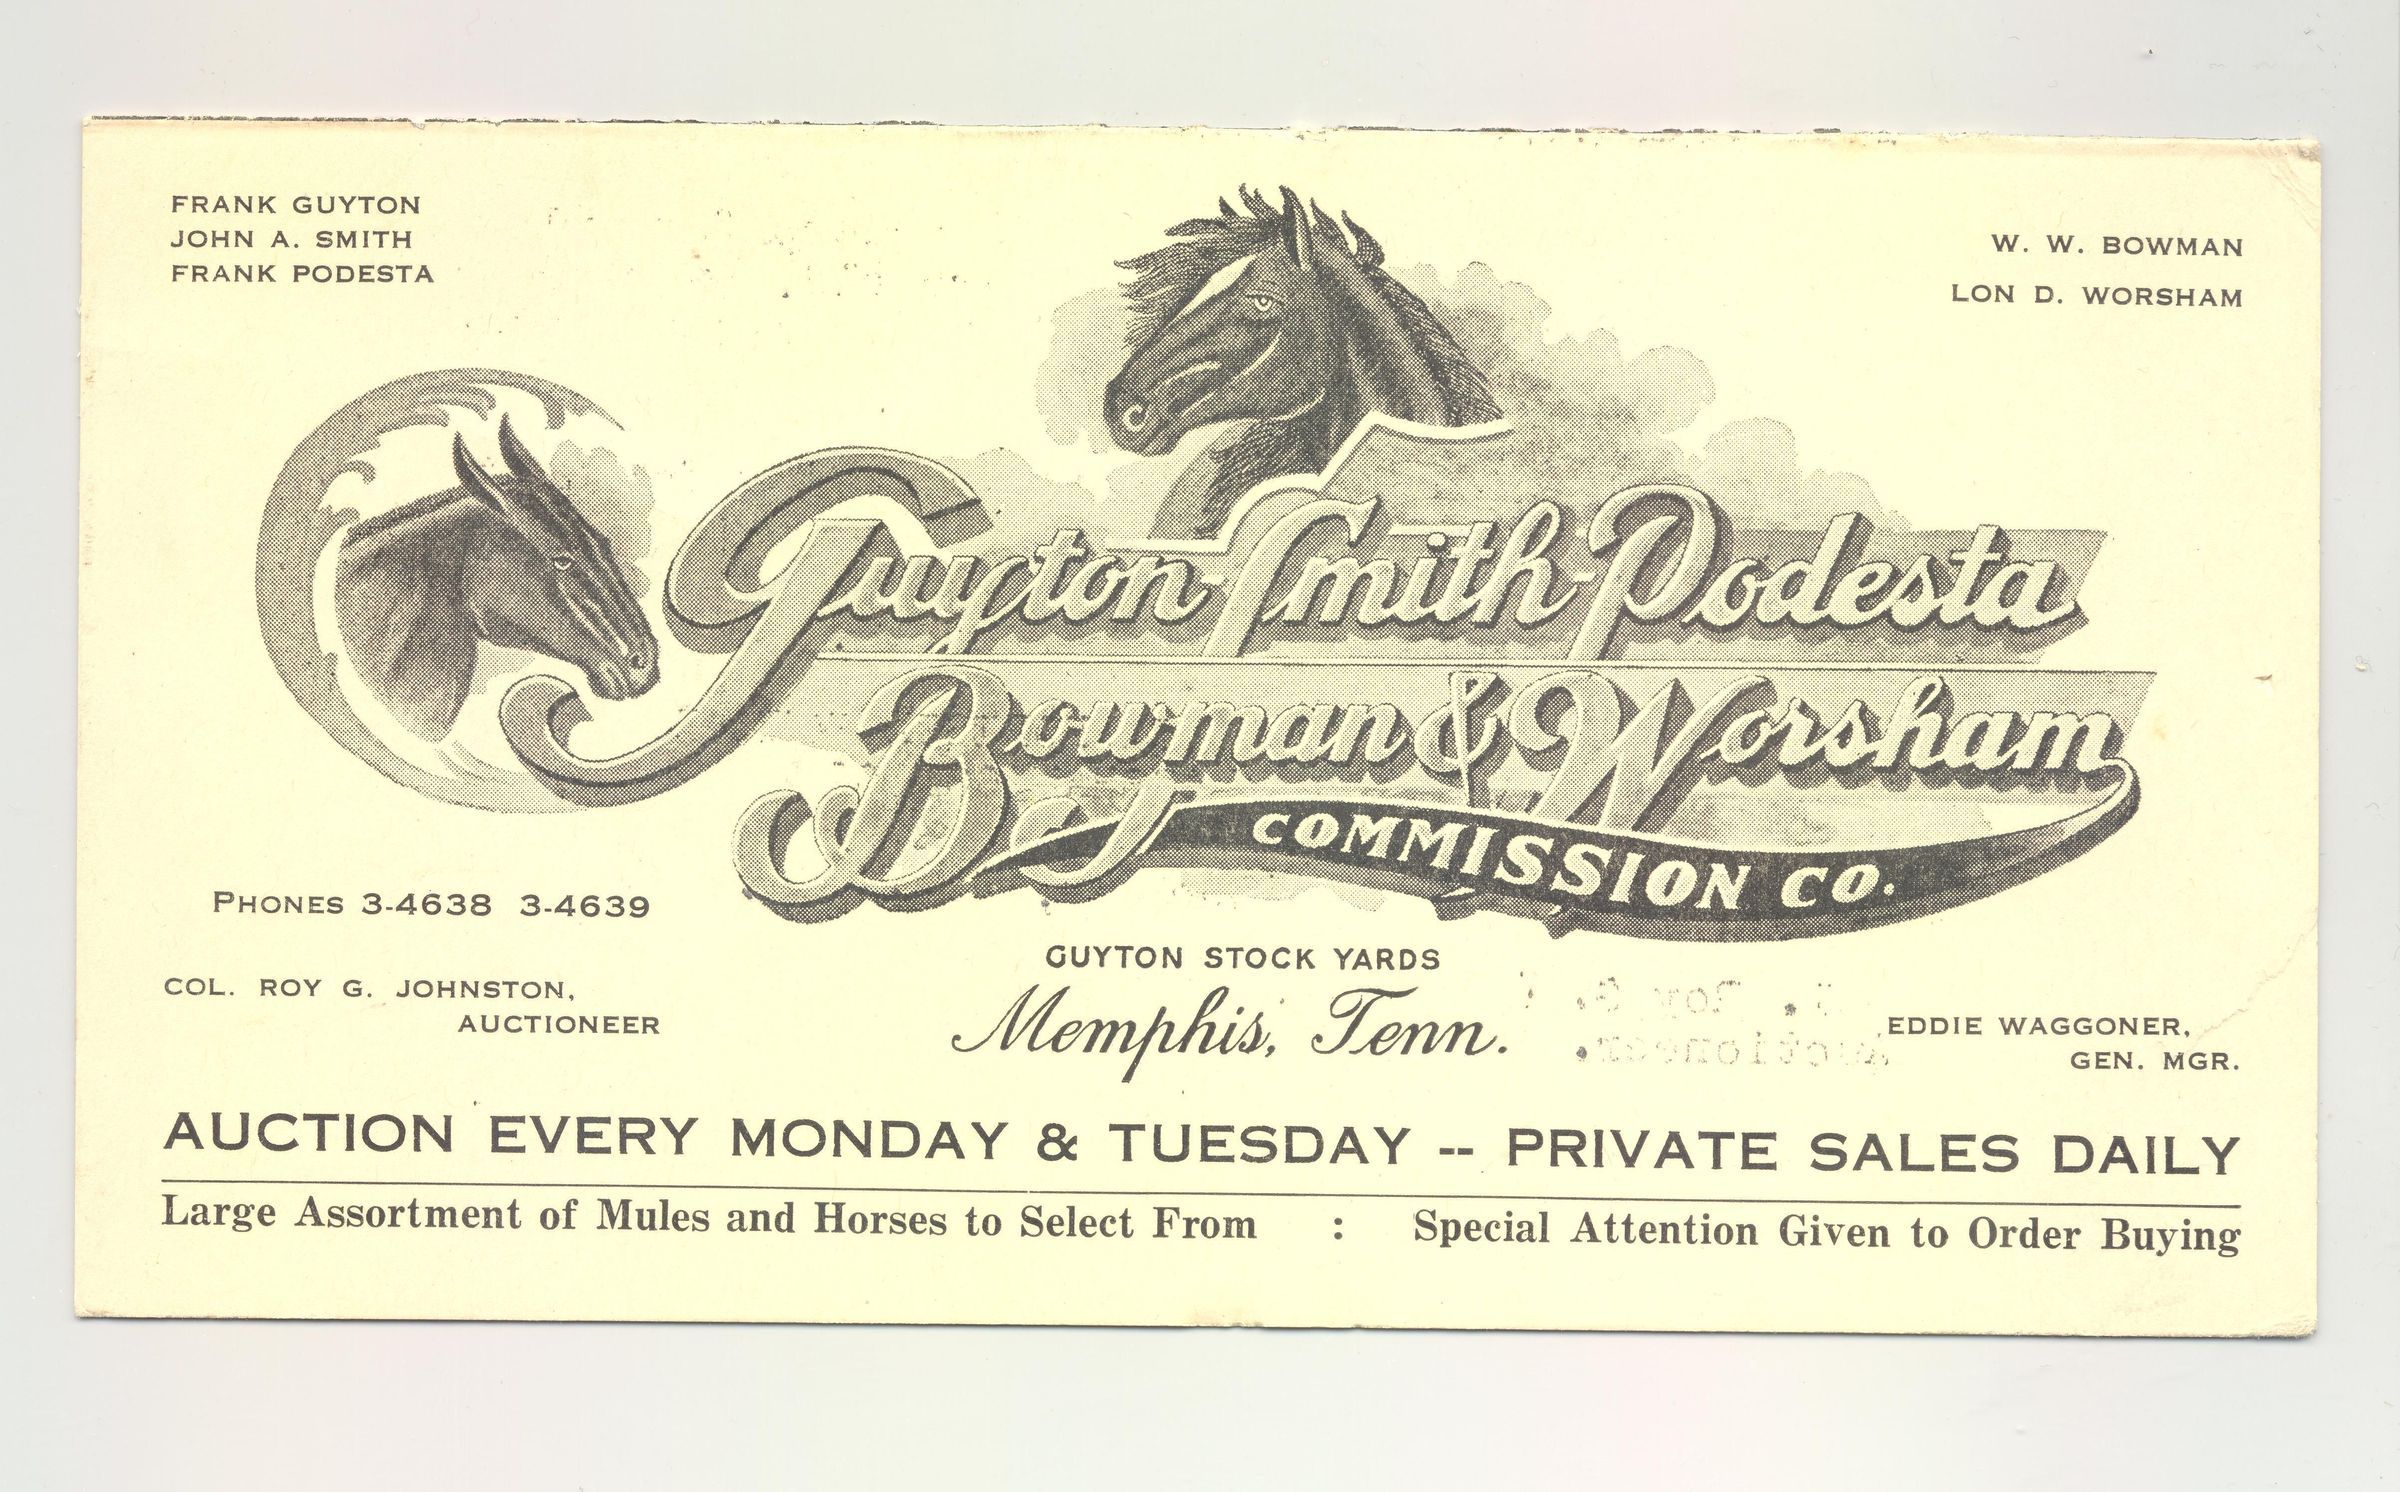 FRANK GUYTON
JOHN A. SMITH
FRANK PODESTA
W. W. BOWMAN
LON D. WORSHAM
Guyton-Smith-Podesta
Bowman & Worsham
COMMISSION CO.
PHONES 3-4638 3-4639
GUYTON STOCK YARDS
Memphis, Tenn.
COL. ROY G. JOHNSTON,
AUCTIONEER
EDDIE WAGGONER,
GEN. MGR.
AUCTION EVERY MONDAY & TUESDAY -- PRIVATE SALES DAILY
Large Assortment of Mules and Horses to Select From : Special Attention Given to Order Buying